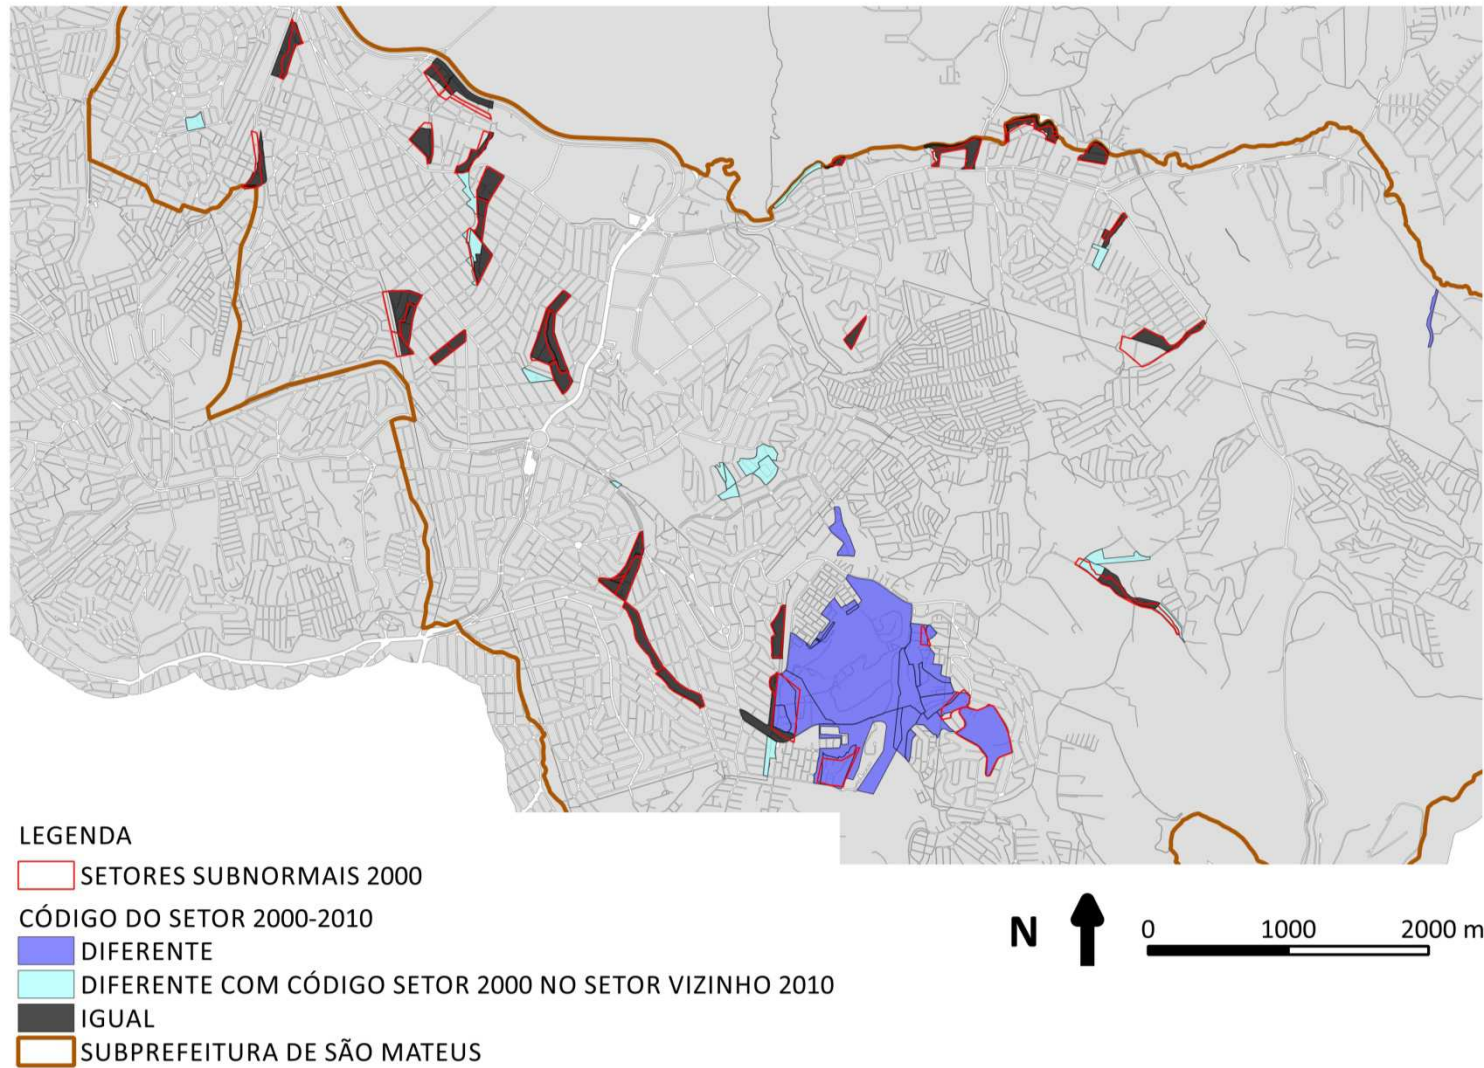 LEGENDA
SETORES SUBNORMAIS 2000
CÓDIGO DO SETOR 2000-2010
DIFERENTE
DIFERENTE COM CÓDIGO SETOR 2000 NO SETOR VIZINHO 2010
IGUAL
SUBPREFEITURA DE SÃO MATEUS
N
0 1000 2000 m